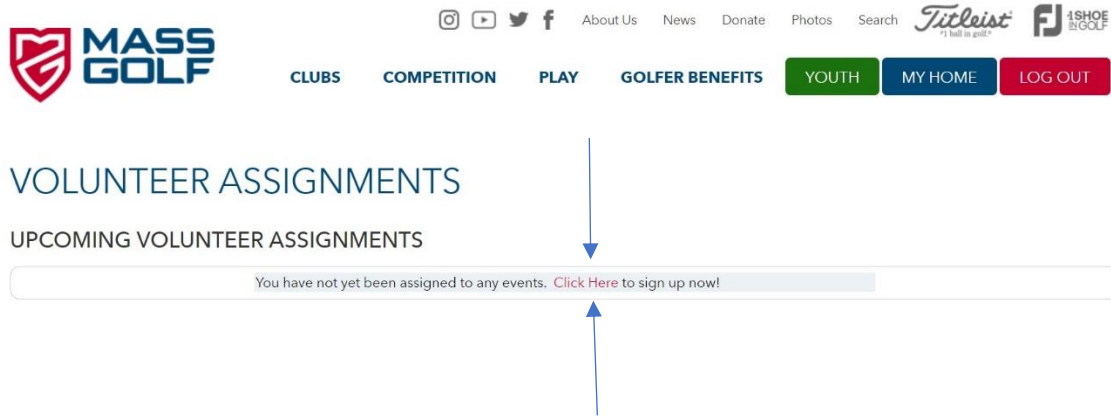 About Us News Donate Photos Search Titleist #1 ball in golf.® FJ #1 SHOE IN GOLF
MASS GOLF
CLUBS COMPETITION PLAY GOLFER BENEFITS YOUTH MY HOME LOG OUT
VOLUNTEER ASSIGNMENTS
UPCOMING VOLUNTEER ASSIGNMENTS
You have not yet been assigned to any events. Click Here to sign up now!